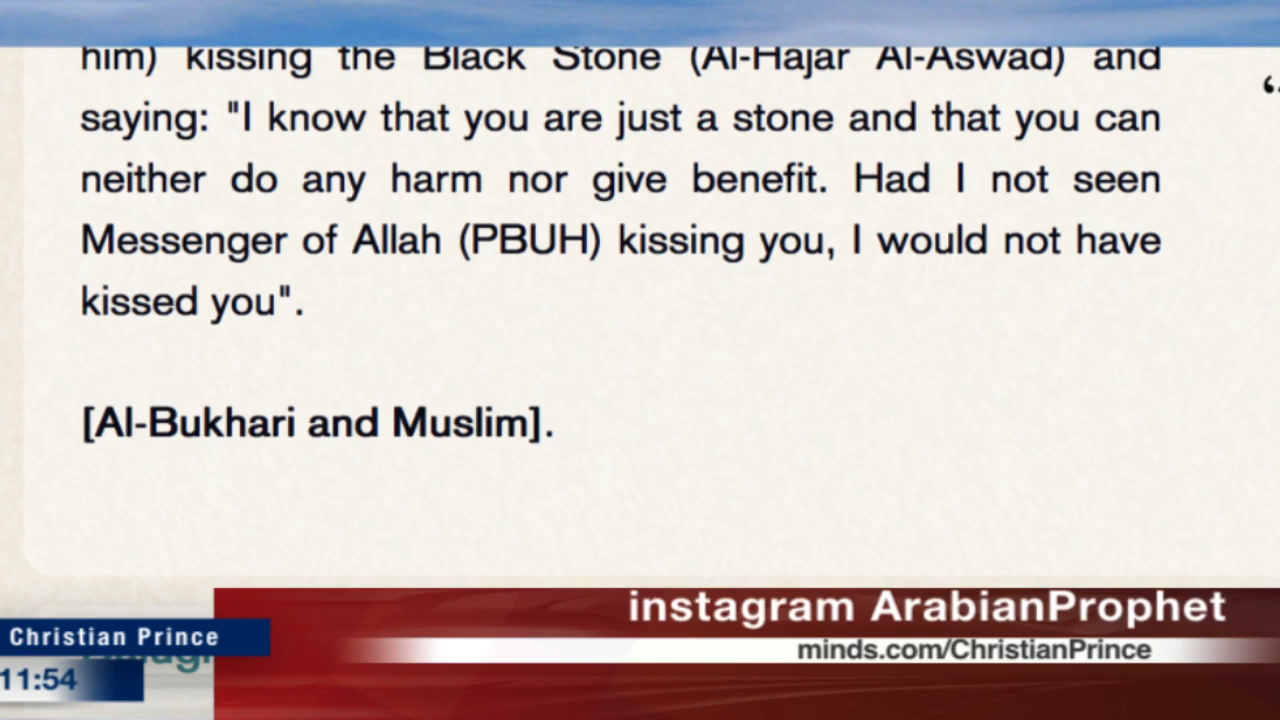 him) kissing the Black Stone (Al-Hajar Al-Aswad) and
saying: "I know that you are just a stone and that you can
neither do any harm nor give benefit. Had I not seen
Messenger of Allah (PBUH) kissing you, I would not have
kissed you".
[Al-Bukhari and Muslim].
instagram ArabianProphet
Christian Prince
minds.com/ChristianPrince
11:54